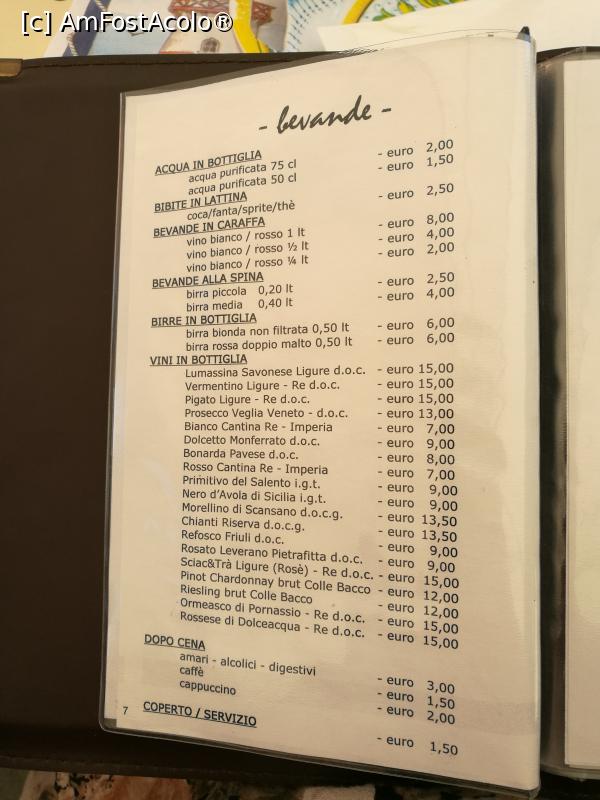 [c] AmFostAcolo®
- bevande -
ACQUA IN BOTTIGLIA
acqua purificata 75 cl - euro 2,00
acqua purificata 50 cl - euro 1,50
BIBITE IN LATTINA
coca/fanta/sprite/thè - euro 2,50
BEVANDE IN CARAFFA
vino bianco / rosso 1 lt - euro 8,00
vino bianco / rosso ½ lt - euro 4,00
vino bianco / rosso ¼ lt - euro 2,00
BEVANDE ALLA SPINA
birra piccola 0,20 lt - euro 2,50
birra media 0,40 lt - euro 4,00
BIRRE IN BOTTIGLIA
birra bionda non filtrata 0,50 lt - euro 6,00
birra rossa doppio malto 0,50 lt - euro 6,00
VINI IN BOTTIGLIA
Lumassina Savonese Ligure d.o.c. - euro 15,00
Vermentino Ligure - Re d.o.c. - euro 15,00
Pigato Ligure - Re d.o.c. - euro 15,00
Prosecco Veglia Veneto - d.o.c. - euro 13,00
Bianco Cantina Re - Imperia - euro 7,00
Dolcetto Monferrato d.o.c. - euro 9,00
Bonarda Pavese d.o.c. - euro 8,00
Rosso Cantina Re - Imperia - euro 7,00
Primitivo del Salento i.g.t. - euro 9,00
Nero d'Avola di Sicilia i.g.t. - euro 9,00
Morellino di Scansano d.o.c.g. - euro 13,50
Chianti Riserva d.o.c.g. - euro 13,50
Refosco Friuli d.o.c. - euro 9,00
Rosato Leverano Pietrafitta d.o.c. - euro 9,00
Sciac&Trà Ligure (Rosè) - Re d.o.c. - euro 15,00
Pinot Chardonnay brut Colle Bacco - euro 12,00
Riesling brut Colle Bacco - euro 12,00
Ormeasco di Pornassio - Re d.o.c. - euro 15,00
Rossese di Dolceacqua - Re d.o.c. - euro 15,00
DOPO CENA
amari - alcolici - digestivi - euro 3,00
caffè - euro 1,50
cappuccino - euro 2,00
COPERTO / SERVIZIO - euro 1,50
7